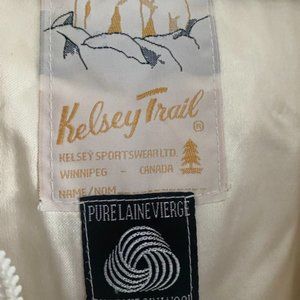 Kelsey Trail
®
KELSEY SPORTSWEAR LTD.
WINNIPEG - CANADA
NAME/NOM
PURE LAINE VIERGE